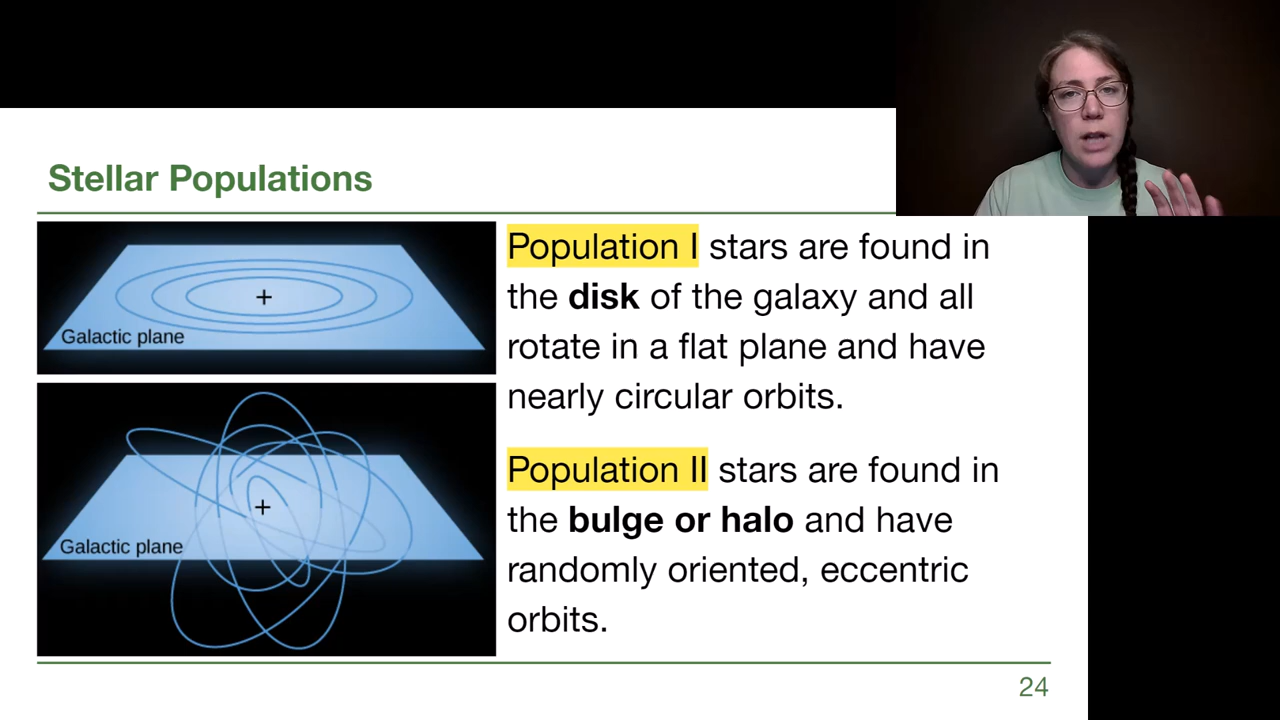 Stellar Populations
Galactic plane
Population I stars are found in
the disk of the galaxy and all
rotate in a flat plane and have
nearly circular orbits.
Galactic plane
Population II stars are found in
the bulge or halo and have
randomly oriented, eccentric
orbits.
24